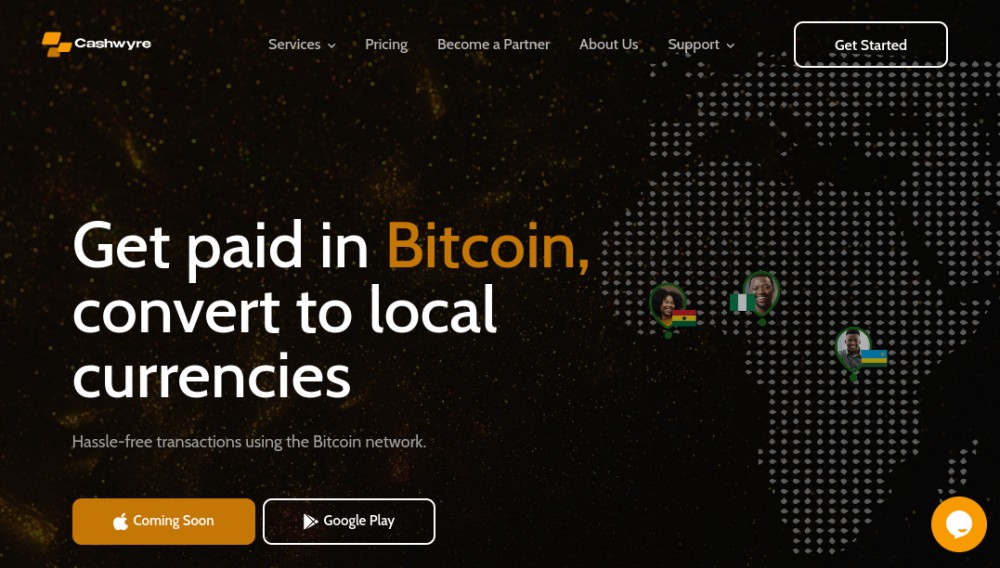 Cashwyre
Services
Pricing
Become a Partner
About Us
Support
Get Started
Get paid in Bitcoin,
convert to local
currencies
Hassle-free transactions using the Bitcoin network.
Coming Soon
Google Play